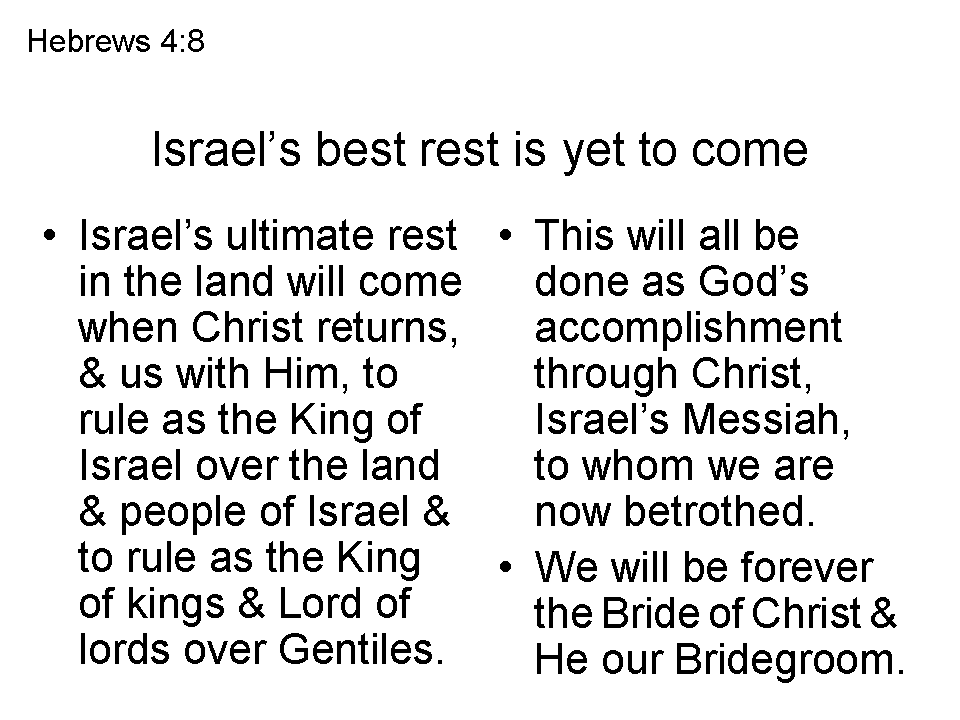 Hebrews 4:8
Israel’s best rest is yet to come
• Israel’s ultimate rest
in the land will come
when Christ returns,
& us with Him, to
rule as the King of
Israel over the land
& people of Israel &
to rule as the King
of kings & Lord of
lords over Gentiles.
• This will all be
done as God’s
accomplishment
through Christ,
Israel’s Messiah,
to whom we are
now betrothed.
• We will be forever
the Bride of Christ &
He our Bridegroom.